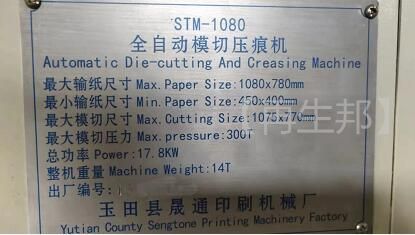 STM-1080
全自动模切压痕机
Automatic Die-cutting And Creasing Machine
最大输纸尺寸 Max. Paper Size: 1080x780mm
最小输纸尺寸 Min. Paper Size: 450x400mm
最大模切尺寸 Max. Cutting Size: 1075x770mm
最大模切压力 Max. pressure: 300T
总功率 Power: 17.8KW
整机重量 Machine Weight: 14T
出厂编号:
玉田县晟通印刷机械厂
Yutian County Sengtone Printing Machinery Factory
【再生邦】